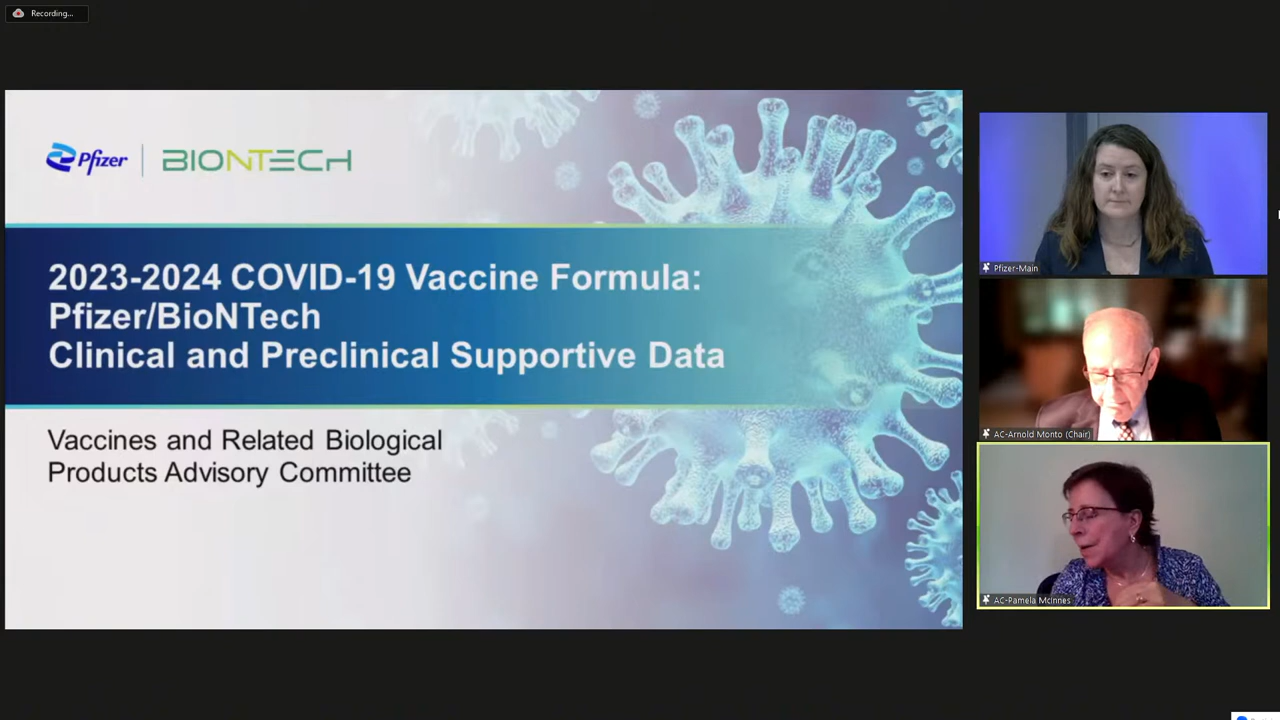 Recording...
Pfizer
BIONTECH
2023-2024 COVID-19 Vaccine Formula:
Pfizer/BioNTech
Clinical and Preclinical Supportive Data
Vaccines and Related Biological
Products Advisory Committee
Pfizer-Main
AC-Arnold Monto (Chair)
AC-Pamela McInnes